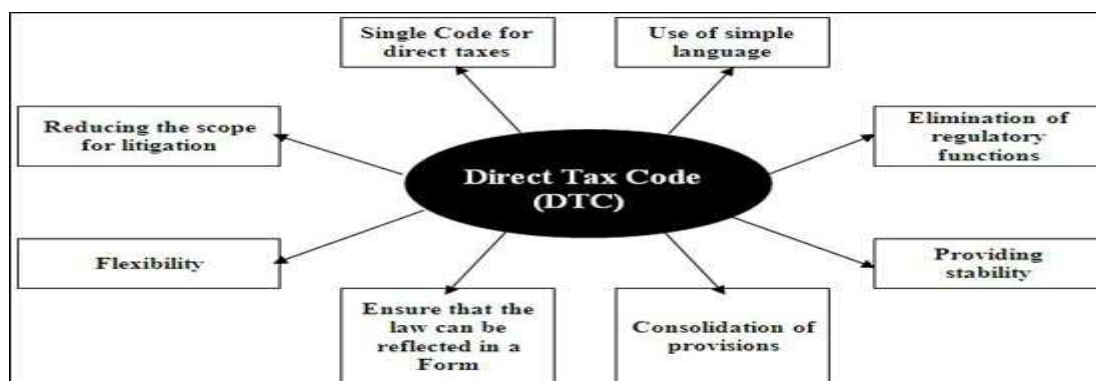 Single Code for
direct taxes
Use of simple
language
Reducing the scope
for litigation
Elimination of
regulatory
functions
Direct Tax Code
(DTC)
Flexibility
Providing
stability
Ensure that the
law can be
reflected in a
Form
Consolidation of
provisions